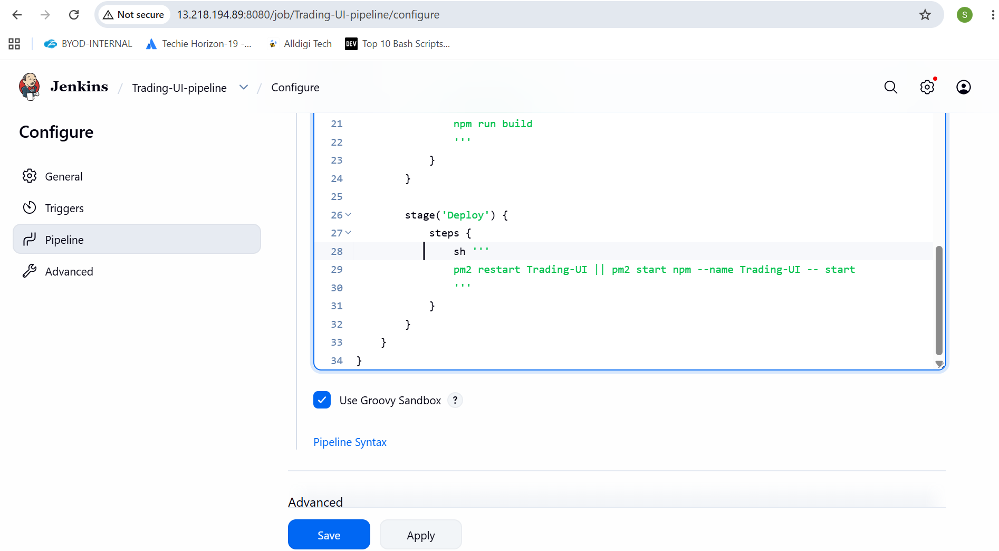 Not secure
13.218.194.89:8080/job/Trading-UI-pipeline/configure
S
BYOD-INTERNAL
Techie Horizon-19 -...
Alldigi Tech
DEV
Top 10 Bash Scripts...
Jenkins / Trading-UI-pipeline / Configure
Configure
General
Triggers
Pipeline
Advanced
21 npm run build
22 '''
23 }
24 }
25
26 stage('Deploy') {
27 steps {
28 sh '''
29 pm2 restart Trading-UI || pm2 start npm --name Trading-UI -- start
30 '''
31 }
32 }
33 }
34 }
Use Groovy Sandbox ?
Pipeline Syntax
Advanced
Save
Apply